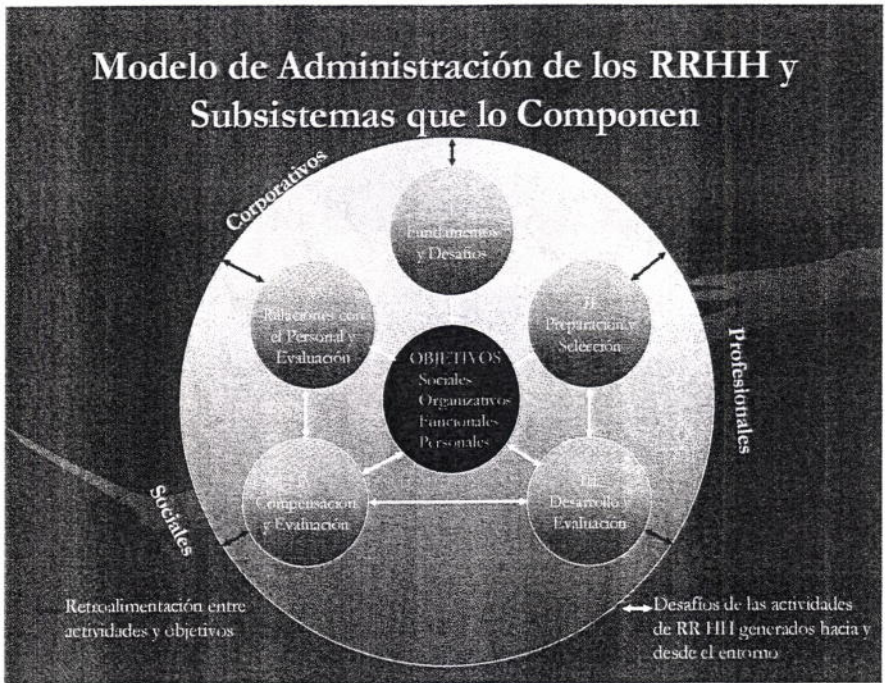 Modelo de Administración de los RRHH y
Subsistemas que lo Componen
Corporativos
Profesionales
Sociales
I
Fundamentos
y Desafíos
V
Relaciones con
el Personal y
Evaluación
II
Preparación y
Selección
OBJETIVOS
Sociales
Organizativos
Funcionales
Personales
IV
Compensación
y Evaluación
III
Desarrollo y
Evaluación
Retroalimentación entre
actividades y objetivos
Desafíos de las actividades
de RR HH generados hacia y
desde el entorno